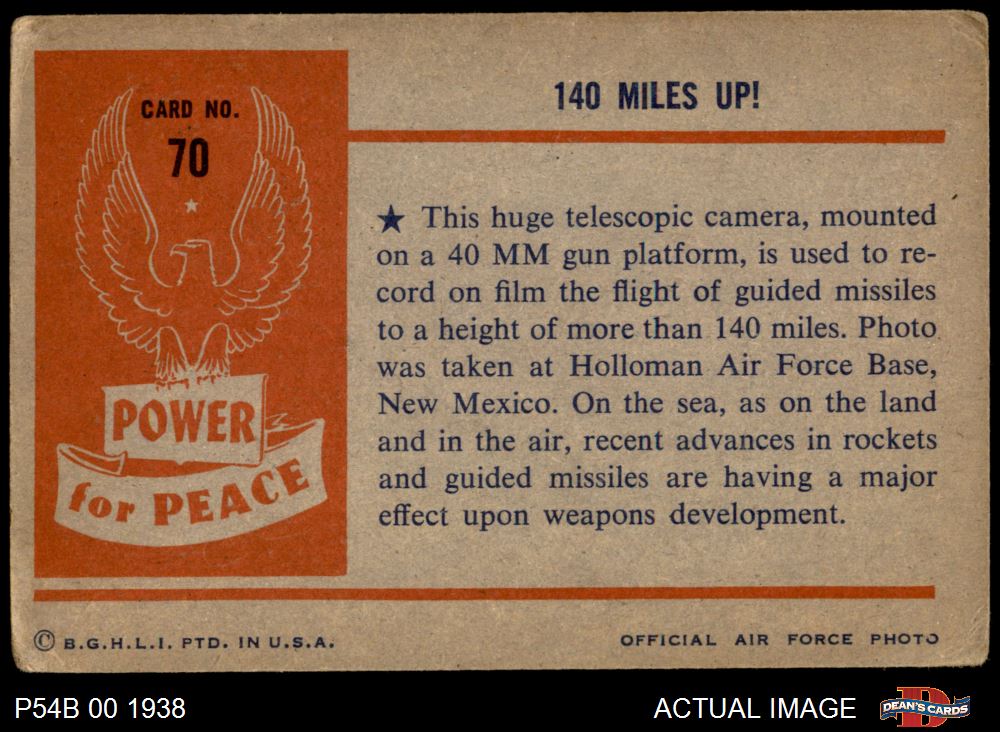 CARD NO.
70
POWER
for PEACE
140 MILES UP!
★ This huge telescopic camera, mounted
on a 40 MM gun platform, is used to re-
cord on film the flight of guided missiles
to a height of more than 140 miles. Photo
was taken at Holloman Air Force Base,
New Mexico. On the sea, as on the land
and in the air, recent advances in rockets
and guided missiles are having a major
effect upon weapons development.
© B.G.H.L.I. PTD. IN U.S.A.
OFFICIAL AIR FORCE PHOTO
P54B 00 1938
ACTUAL IMAGE
D
DEAN'S CARDS